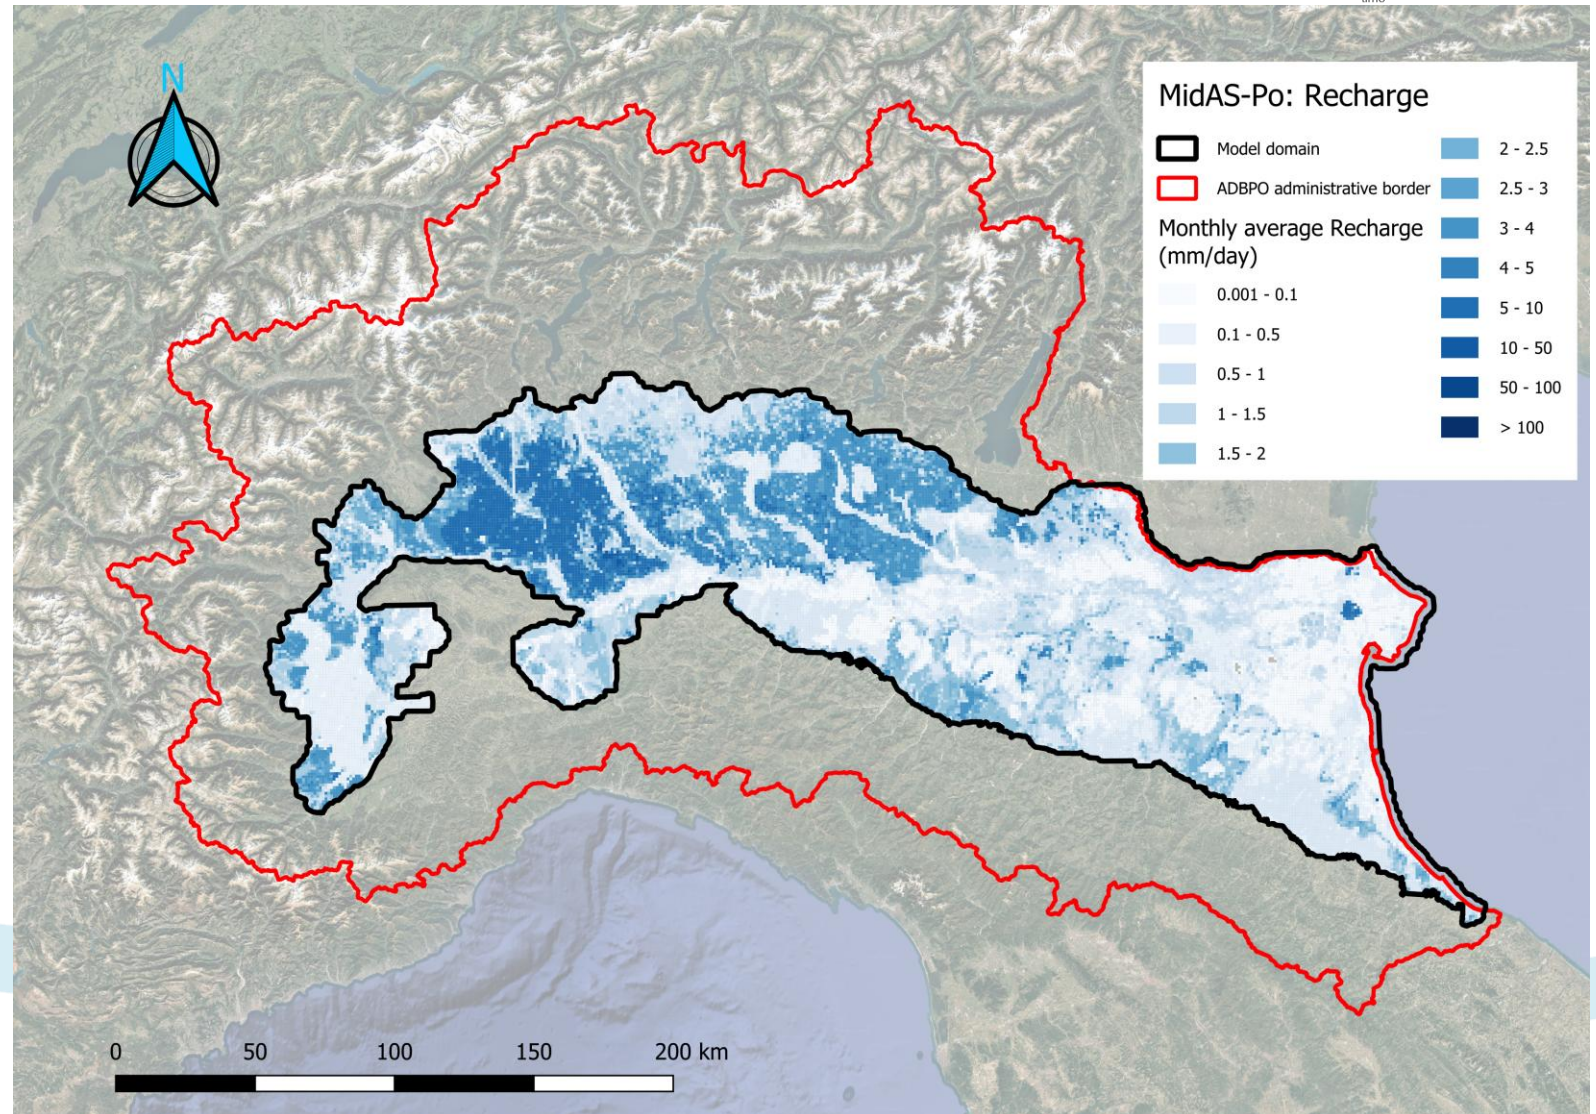 time
N
MidAS-Po: Recharge
Model domain
ADBPO administrative border
Monthly average Recharge
(mm/day)
0.001 - 0.1
0.1 - 0.5
0.5 - 1
1 - 1.5
1.5 - 2
2 - 2.5
2.5 - 3
3 - 4
4 - 5
5 - 10
10 - 50
50 - 100
> 100
0 50 100 150 200 km